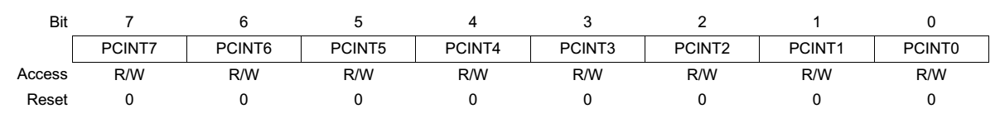 Bit 7 6 5 4 3 2 1 0
PCINT7 PCINT6 PCINT5 PCINT4 PCINT3 PCINT2 PCINT1 PCINT0
Access R/W R/W R/W R/W R/W R/W R/W R/W
Reset 0 0 0 0 0 0 0 0